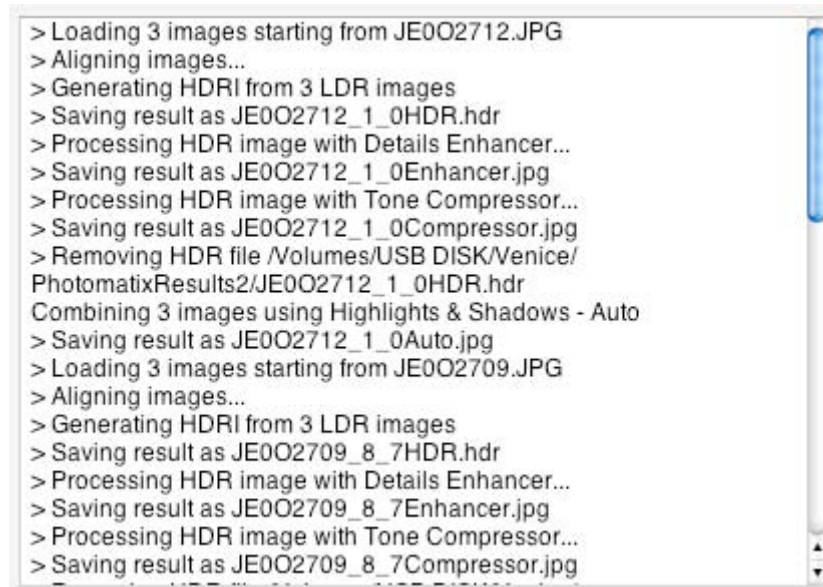 > Loading 3 images starting from JE0O2712.JPG
> Aligning images...
> Generating HDRI from 3 LDR images
> Saving result as JE0O2712_1_0HDR.hdr
> Processing HDR image with Details Enhancer...
> Saving result as JE0O2712_1_0Enhancer.jpg
> Processing HDR image with Tone Compressor...
> Saving result as JE0O2712_1_0Compressor.jpg
> Removing HDR file /Volumes/USB DISK/Venice/
PhotomatixResults2/JE0O2712_1_0HDR.hdr
Combining 3 images using Highlights & Shadows - Auto
> Saving result as JE0O2712_1_0Auto.jpg
> Loading 3 images starting from JE0O2709.JPG
> Aligning images...
> Generating HDRI from 3 LDR images
> Saving result as JE0O2709_8_7HDR.hdr
> Processing HDR image with Details Enhancer...
> Saving result as JE0O2709_8_7Enhancer.jpg
> Processing HDR image with Tone Compressor...
> Saving result as JE0O2709_8_7Compressor.jpg